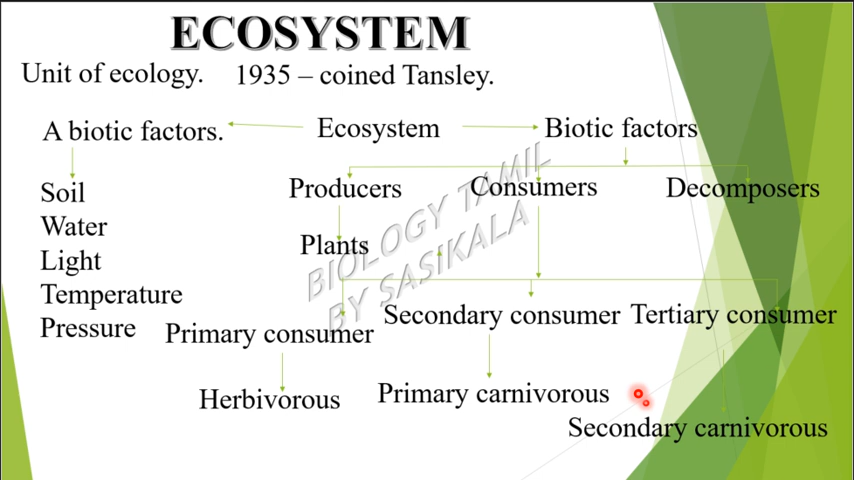 ECOSYSTEM
Unit of ecology. 1935 – coined Tansley.
A biotic factors. Ecosystem Biotic factors
Soil
Water
Light
Temperature
Pressure
Producers Consumers Decomposers
Plants
Primary consumer Secondary consumer Tertiary consumer
Herbivorous Primary carnivorous
Secondary carnivorous
BIOLOGY TAMIL
BY SASIKALA